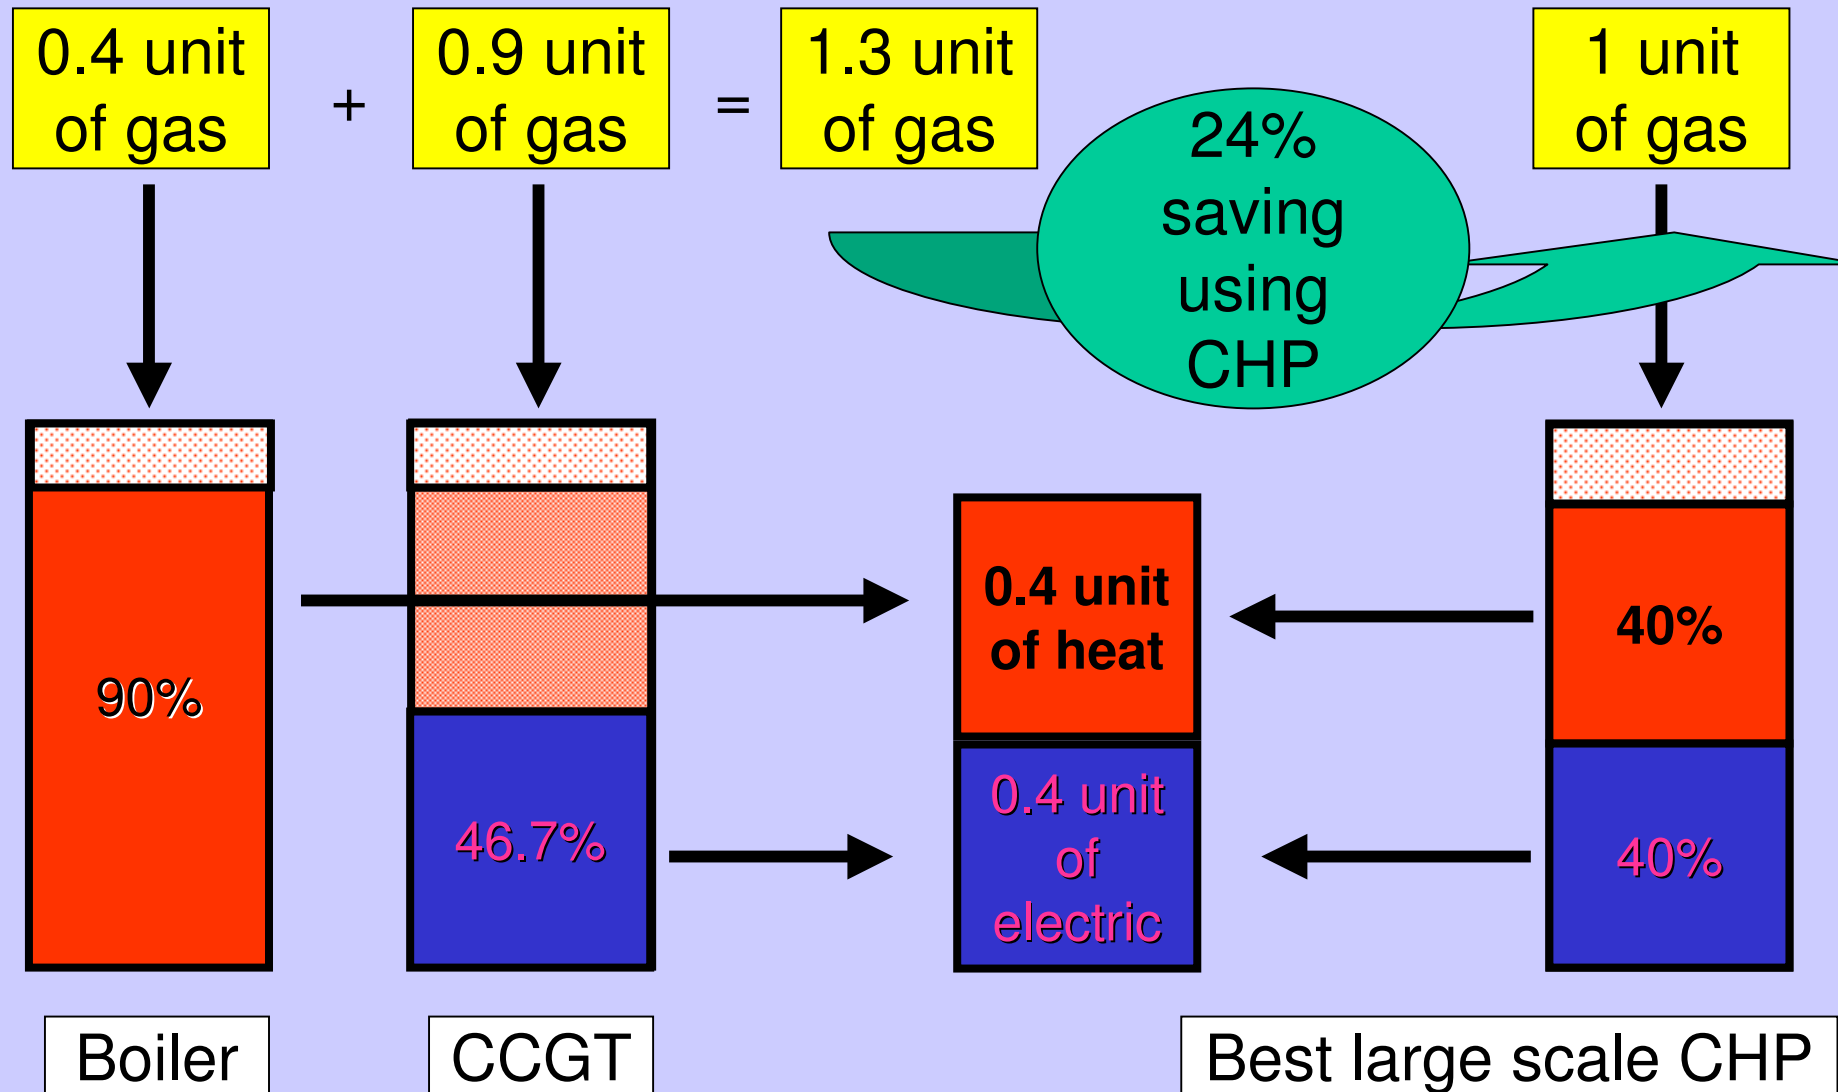 0.4 unit
of gas
+
0.9 unit
of gas
=
1.3 unit
of gas
24%
saving
using
CHP
1 unit
of gas
90%
46.7%
0.4 unit
of heat
0.4 unit
of
electric
40%
40%
Boiler
CCGT
Best large scale CHP